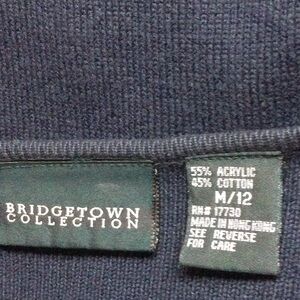 BRIDGETOWN
COLLECTION
55% ACRYLIC
45% COTTON
M/12
RN# 17730
MADE IN HONG KONG
SEE REVERSE
FOR CARE